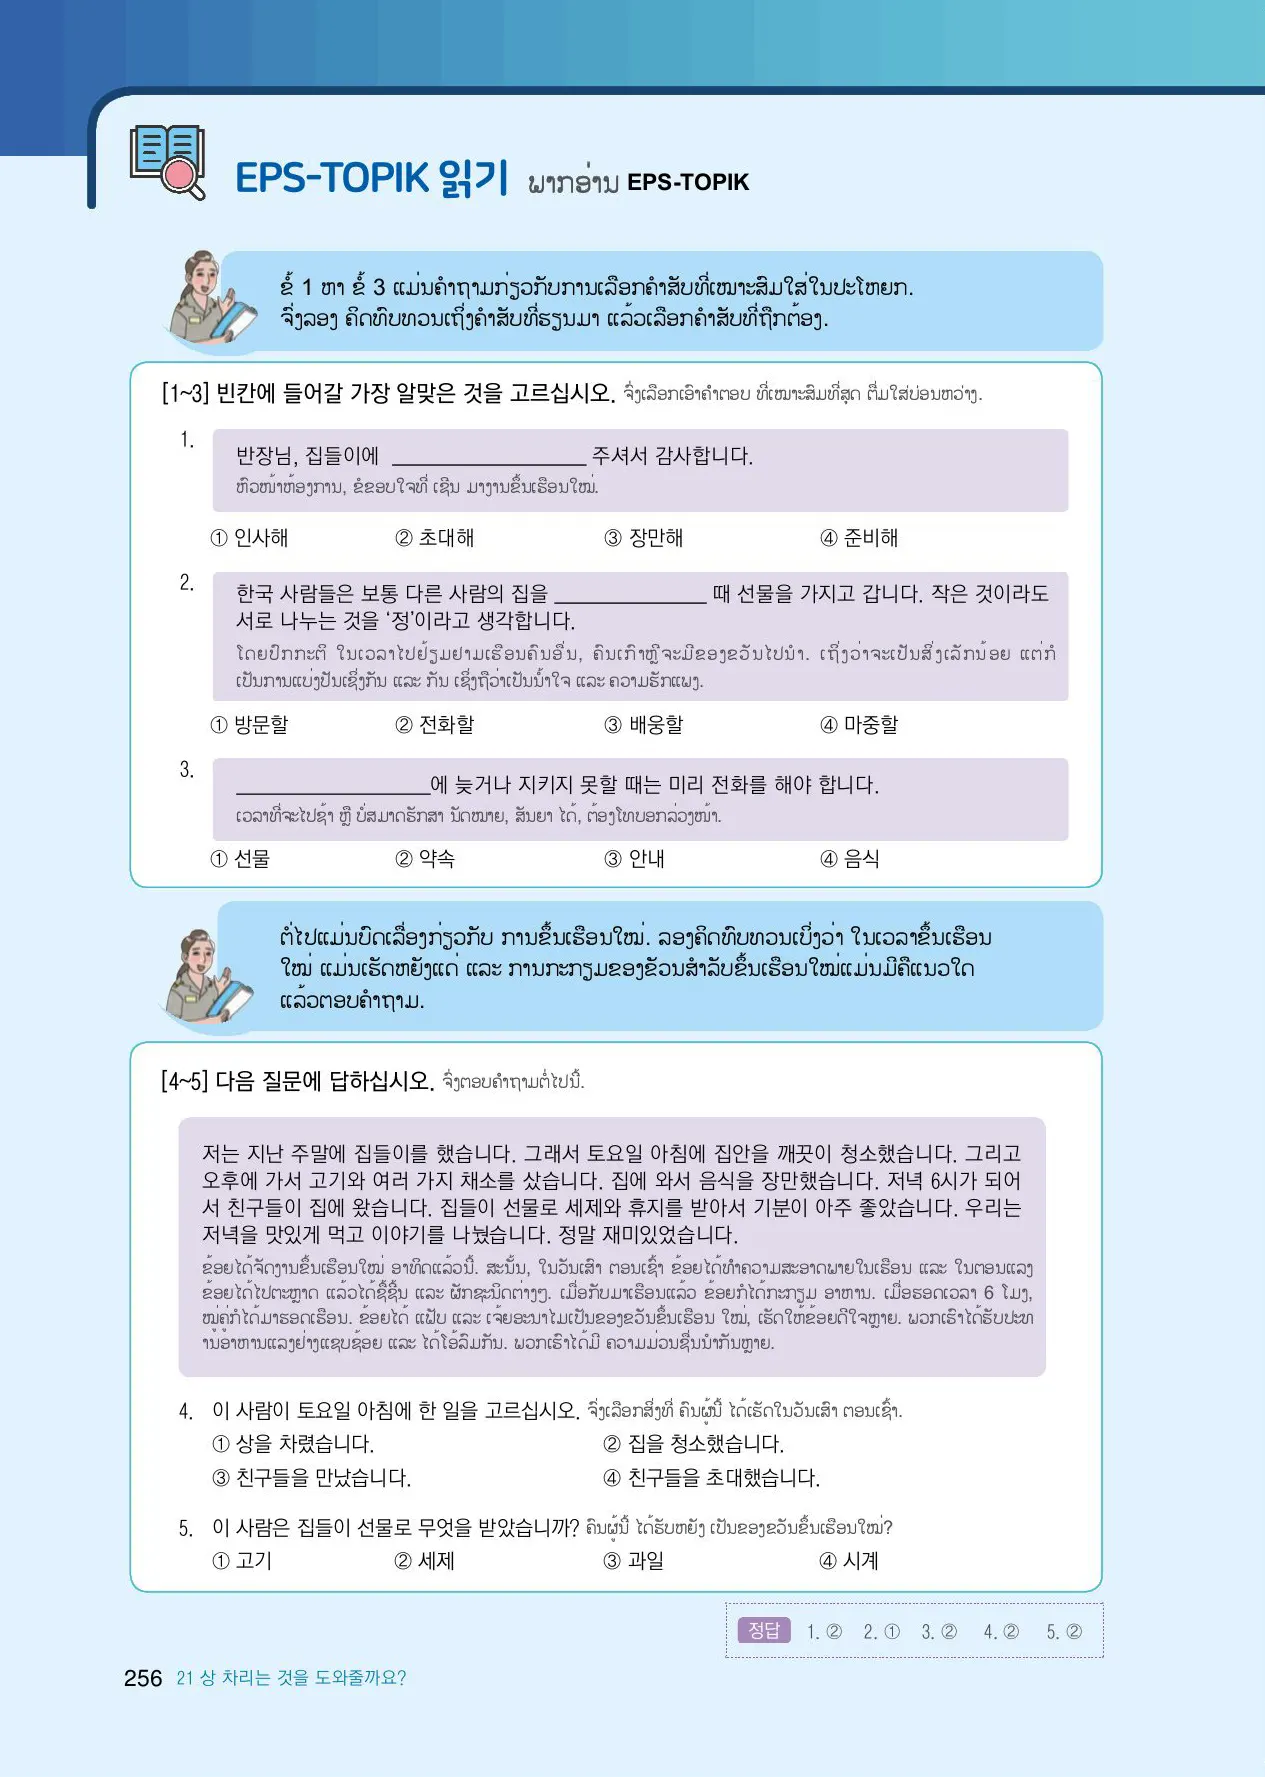 EPS-TOPIK 읽기 ພາກອ່ານ EPS-TOPIK
ຂໍ້ 1 ຫາ ຂໍ້ 3 ແມ່ນຄໍາຖາມກ່ຽວກັບການເລືອກຄໍາສັບທີ່ເໝາະສົມໃສ່ໃນປະໂຫຍກ.
ຈົ່ງລອງ ຄິດທົບທວນເຖິ່ງຄໍາສັບທີ່ຮຽນມາ ແລ້ວເລືອກຄໍາສັບທີ່ຖືກຕ້ອງ.
[1~3] 빈칸에 들어갈 가장 알맞은 것을 고르십시오. ຈົ່ງເລືອກເອົາຄໍາຕອບ ທີ່ເໝາະສົມທີ່ສຸດ ຕື່ມໃສ່ບ່ອນຫວ່າງ.
1. 반장님, 집들이에 ________________ 주셔서 감사합니다.
ຫົວໜ້າຫ້ອງການ, ຂໍຂອບໃຈທີ່ ເຊີນ ມາງານຂຶ້ນເຮືອນໃໝ່.
① 인사해 ② 초대해 ③ 장만해 ④ 준비해
2. 한국 사람들은 보통 다른 사람의 집을 ______________ 때 선물을 가지고 갑니다. 작은 것이라도
서로 나누는 것을 ‘정’이라고 생각합니다.
ໂດຍປົກກະຕິ ໃນເວລາໄປຢ້ຽມຢາມເຮືອນຄົນອື່ນ, ຄົນເກົາຫຼີຈະມີຂອງຂວັນໄປນໍາ. ເຖິ່ງວ່າຈະເປັນສິ່ງເລັກນ້ອຍ ແຕ່ກໍ
ເປັນການແບ່ງປັນເຊິ່ງກັນ ແລະ ກັນ ເຊິ່ງຖືວ່າເປັນນໍ້າໃຈ ແລະ ຄວາມຮັກແພງ.
① 방문할 ② 전화할 ③ 배웅할 ④ 마중할
3. ________________에 늦거나 지키지 못할 때는 미리 전화를 해야 합니다.
ເວລາທີ່ຈະໄປຊ້າ ຫຼື ບໍ່ສມາດຮັກສາ ນັດໝາຍ, ສັນຍາ ໄດ້, ຕ້ອງໂທບອກລ່ວງໜ້າ.
① 선물 ② 약속 ③ 안내 ④ 음식
ຕໍ່ໄປແມ່ນບົດເລື່ອງກ່ຽວກັບ ການຂຶ້ນເຮືອນໃໝ່. ລອງຄິດທົບທວນເບິ່ງວ່າ ໃນເວລາຂຶ້ນເຮືອນ
ໃໝ່ ແມ່ນເຮັດຫຍັງແດ່ ແລະ ການກະກຽມຂອງຂັວນສໍາລັບຂຶ້ນເຮືອນໃໝ່ແມ່ນມີຄືແນວໃດ
ແລ້ວຕອບຄໍາຖາມ.
[4~5] 다음 질문에 답하십시오. ຈົ່ງຕອບຄໍາຖາມຕໍ່ໄປນີ້.
저는 지난 주말에 집들이를 했습니다. 그래서 토요일 아침에 집안을 깨끗이 청소했습니다. 그리고
오후에 가서 고기와 여러 가지 채소를 샀습니다. 집에 와서 음식을 장만했습니다. 저녁 6시가 되어
서 친구들이 집에 왔습니다. 집들이 선물로 세제와 휴지를 받아서 기분이 아주 좋았습니다. 우리는
저녁을 맛있게 먹고 이야기를 나눴습니다. 정말 재미있었습니다.
ຂ້ອຍໄດ້ຈັດງານຂຶ້ນເຮືອນໃໝ່ ອາທິດແລ້ວນີ້. ສະນັ້ນ, ໃນວັນເສົາ ຕອນເຊົ້າ ຂ້ອຍໄດ້ທໍາຄວາມສະອາດພາຍໃນເຮືອນ ແລະ ໃນຕອນແລງ
ຂ້ອຍໄດ້ໄປຕະຫຼາດ ແລ້ວໄດ້ຊື້ຊີ້ນ ແລະ ຜັກຊະນິດຕ່າງໆ. ເມື່ອກັບມາເຮືອນແລ້ວ ຂ້ອຍກໍໄດ້ກະກຽມ ອາຫານ. ເມື່ອຮອດເວລາ 6 ໂມງ,
ໝູ່ຄູ່ກໍໄດ້ມາຮອດເຮືອນ. ຂ້ອຍໄດ້ ແຟັບ ແລະ ເຈ້ຍອະນາໄມເປັນຂອງຂວັນຂຶ້ນເຮືອນ ໃໝ່, ເຮັດໃຫ້ຂ້ອຍດີໃຈຫຼາຍ. ພວກເຮົາໄດ້ຮັບປະທ
ານອາຫານແລງຢ່າງແຊບຊ້ອຍ ແລະ ໄດ້ໂອ້ລົມກັນ. ພວກເຮົາໄດ້ມີ ຄວາມມ່ວນຊື່ນນໍາກັນຫຼາຍ.
4. 이 사람이 토요일 아침에 한 일을 고르십시오. ຈົ່ງເລືອກສິ່ງທີ່ ຄົນຜູ້ນີ້ ໄດ້ເຮັດໃນວັນເສົາ ຕອນເຊົ້າ.
① 상을 차렸습니다. ② 집을 청소했습니다.
③ 친구들을 만났습니다. ④ 친구들을 초대했습니다.
5. 이 사람은 집들이 선물로 무엇을 받았습니까? ຄົນຜູ້ນີ້ ໄດ້ຮັບຫຍັງ ເປັນຂອງຂວັນຂຶ້ນເຮືອນໃໝ່?
① 고기 ② 세제 ③ 과일 ④ 시계
정답 1. ② 2. ① 3. ② 4. ② 5. ②
256 21 상 차리는 것을 도와줄까요?